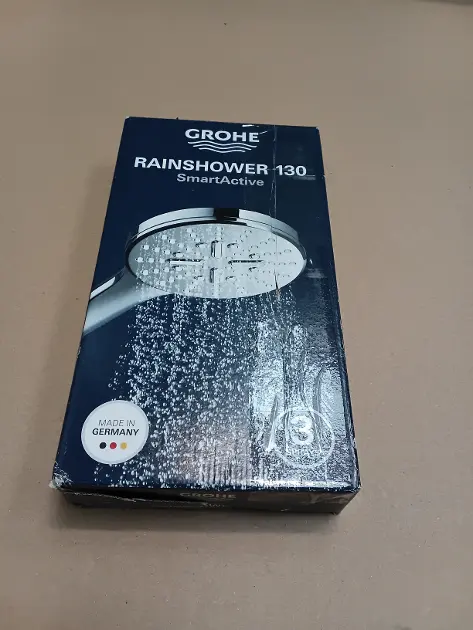 GROHE
RAINSHOWER 130
SmartActive
MADE IN
GERMANY
3
GROHE